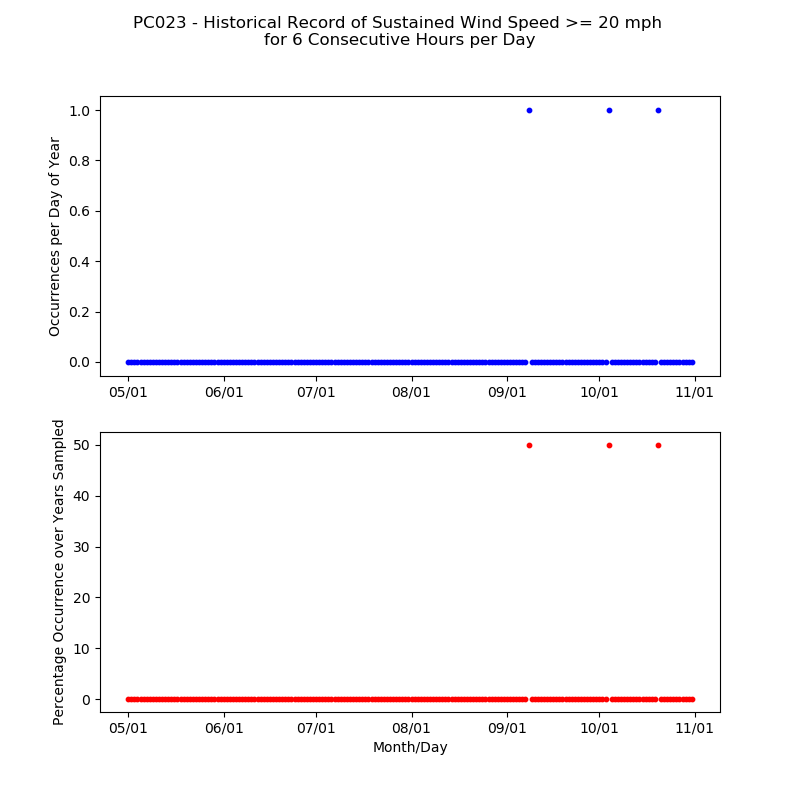 PC023 - Historical Record of Sustained Wind Speed >= 20 mph
for 6 Consecutive Hours per Day
Occurrences per Day of Year
1.0
0.8
0.6
0.4
0.2
0.0
05/01 06/01 07/01 08/01 09/01 10/01 11/01
Percentage Occurrence over Years Sampled
50
40
30
20
10
0
05/01 06/01 07/01 08/01 09/01 10/01 11/01
Month/Day